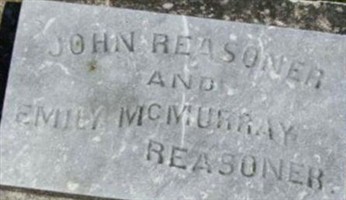 JOHN REASONER
AND
EMILY McMURRAY
REASONER.